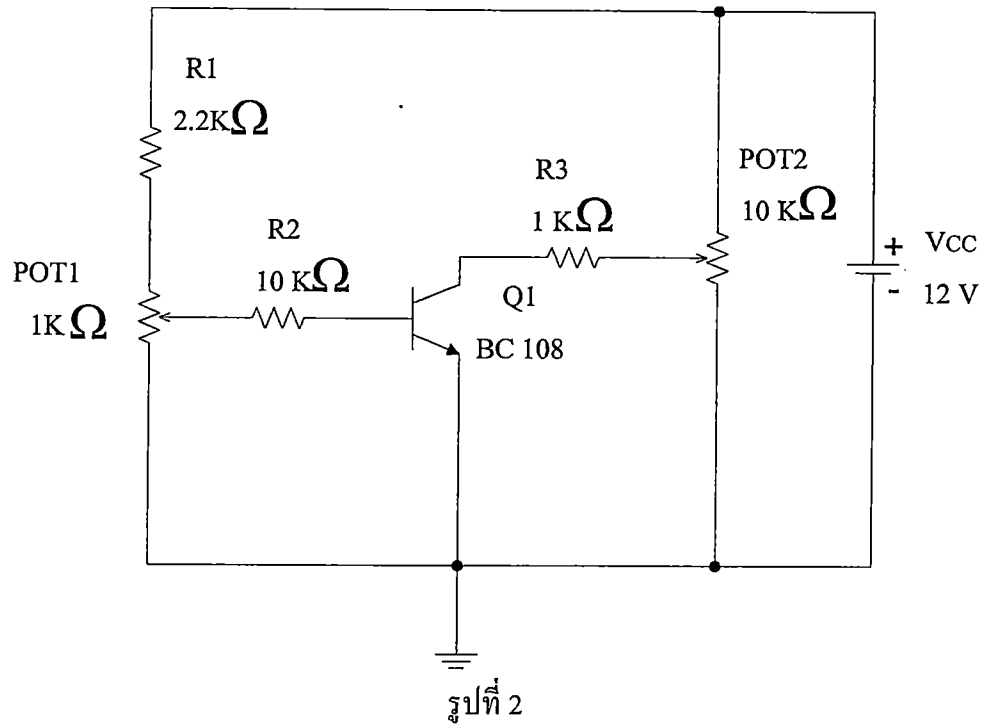 R1
2.2KΩ
POT2
10 KΩ
R3
1 KΩ
R2
10 KΩ
POT1
1K Ω
Q1
BC 108
+ VCC
- 12 V
รูปที่ 2